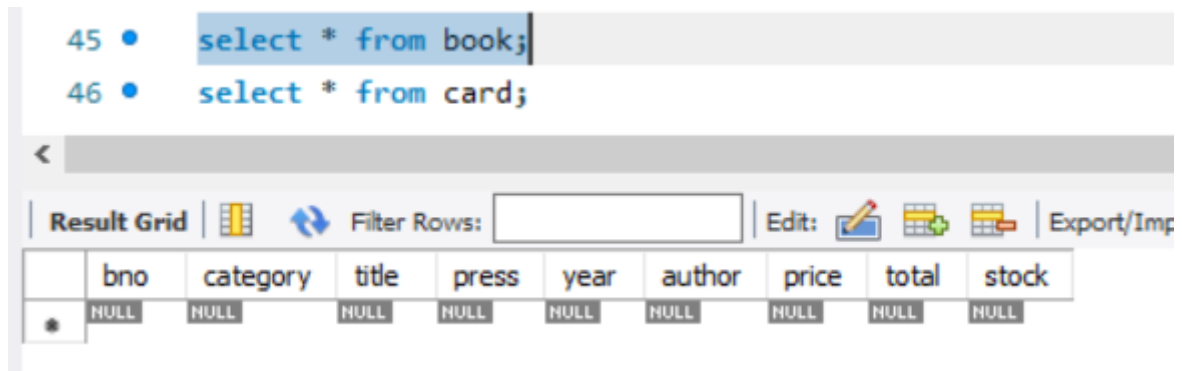 45 select * from book;
46 select * from card;
Result Grid Filter Rows: Edit: Export/Imp
bno category title press year author price total stock
NULL NULL NULL NULL NULL NULL NULL NULL NULL